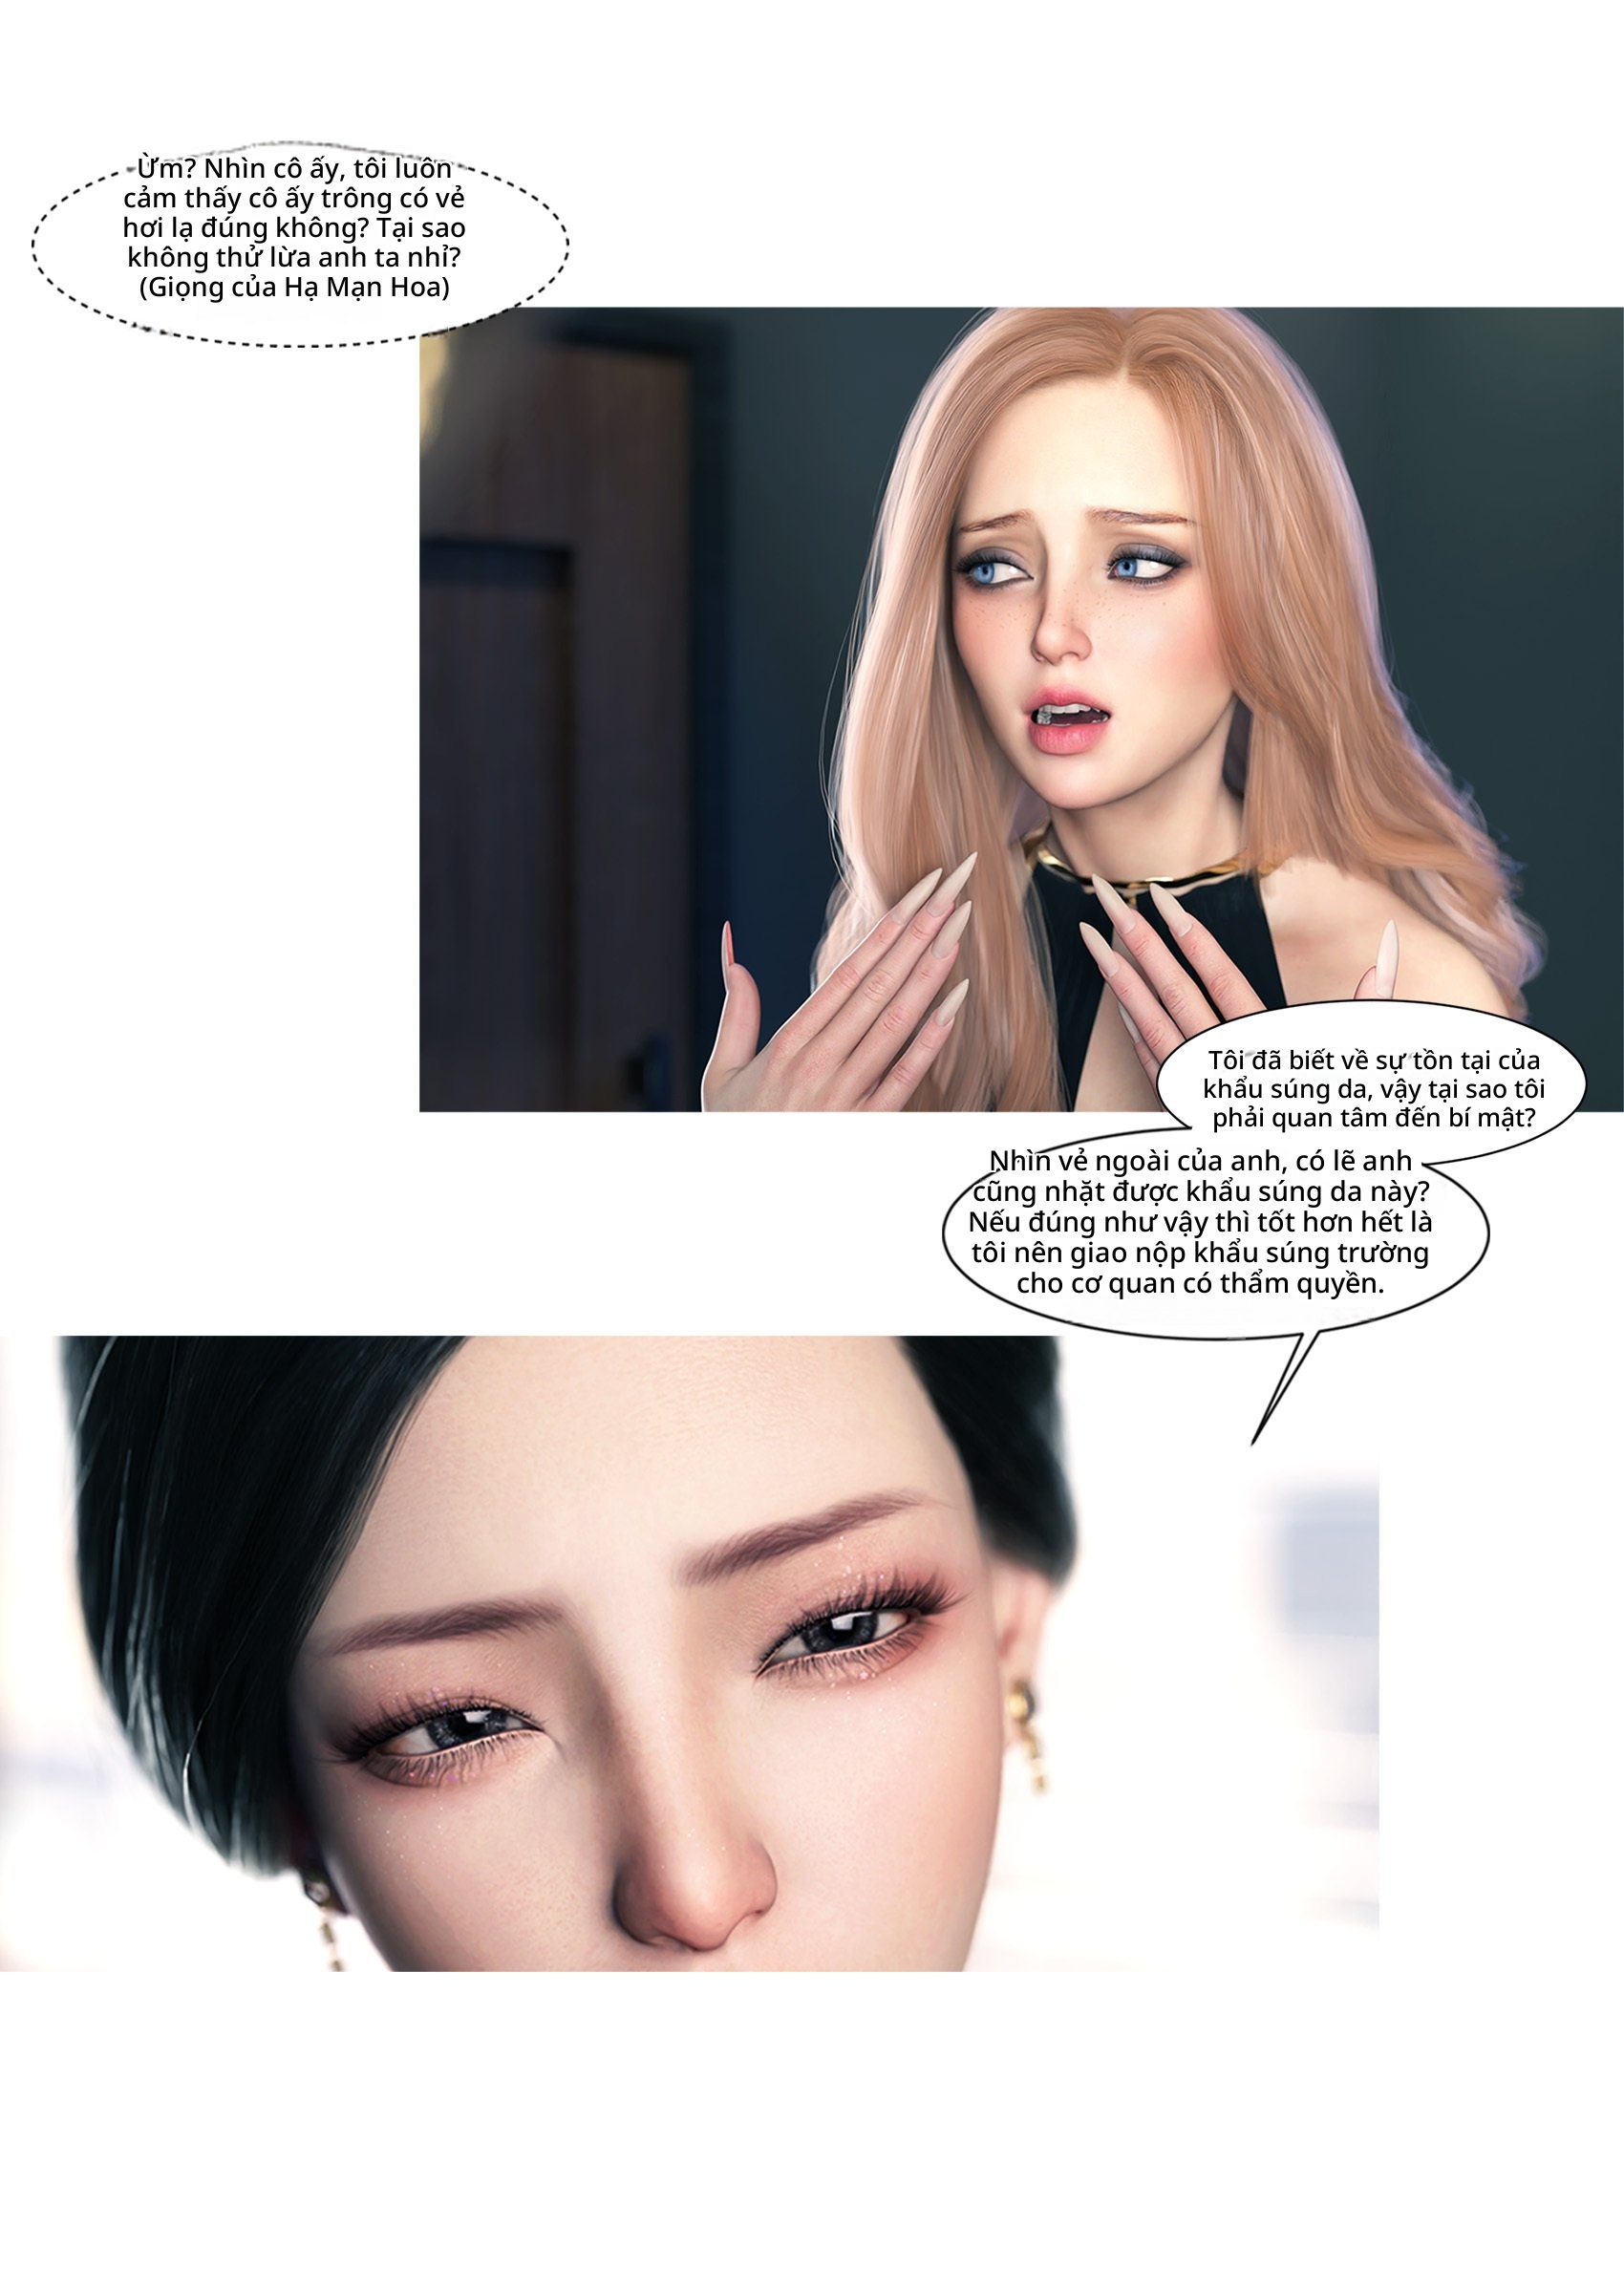 Ừm? Nhìn cô ấy, tôi luôn
cảm thấy cô ấy trông có vẻ
hơi lạ đúng không? Tại sao
không thử lừa anh ta nhỉ?
(Giọng của Hạ Mạn Hoa)
Tôi đã biết về sự tồn tại của
khẩu súng da, vậy tại sao tôi
phải quan tâm đến bí mật?
Nhìn vẻ ngoài của anh, có lẽ anh
cũng nhặt được khẩu súng da này?
Nếu đúng như vậy thì tốt hơn hết là
tôi nên giao nộp khẩu súng trường
cho cơ quan có thẩm quyền.